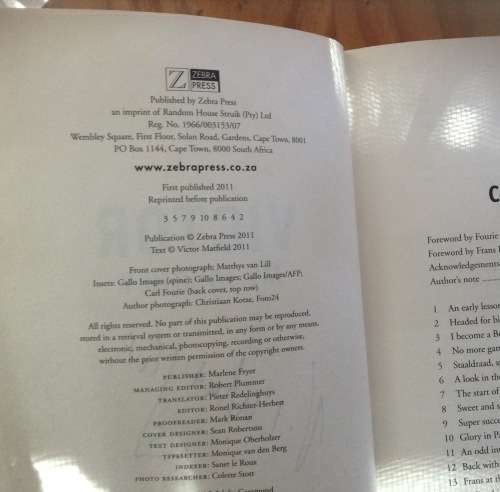 Z ZEBRA PRESS
Published by Zebra Press
an imprint of Random House Struik (Pty) Ltd
Reg. No. 1966/003153/07
Wembley Square, First Floor, Solan Road, Gardens, Cape Town, 8001
PO Box 1144, Cape Town, 8000 South Africa
www.zebrapress.co.za
First published 2011
Reprinted before publication
3 5 7 9 10 8 6 4 2
Publication © Zebra Press 2011
Text © Victor Matfield 2011
Front cover photograph: Matthys van Lill
Insets: Gallo Images (spine); Gallo Images; Gallo Images/AFP;
Carl Fourie (back cover, top row)
Author photograph: Christiaan Kotze, Foto24
All rights reserved. No part of this publication may be reproduced,
stored in a retrieval system or transmitted, in any form or by any means,
electronic, mechanical, photocopying, recording or otherwise,
without the prior written permission of the copyright owners.
PUBLISHER: Marlene Fryer
MANAGING EDITOR: Robert Plummer
TRANSLATOR: Pieter Redelinghuys
EDITOR: Ronel Richter-Herbert
PROOFREADER: Mark Ronan
COVER DESIGNER: Sean Robertson
TEXT DESIGNER: Monique Oberholzer
TYPESETTER: Monique van den Berg
INDEXER: Sanet le Roux
PHOTO RESEARCHER: Colette Stott
C
Foreword by Fourie
Foreword by Frans
Acknowledgements
Author's note
1 An early lesso
2 Headed for bi
3 I become a B
4 No more gam
5 Staaldraad, s
6 A look in the
7 The start of
8 Sweet and s
9 Super succ
10 Glory in P
11 An odd in
12 Back with
13 Frans at th